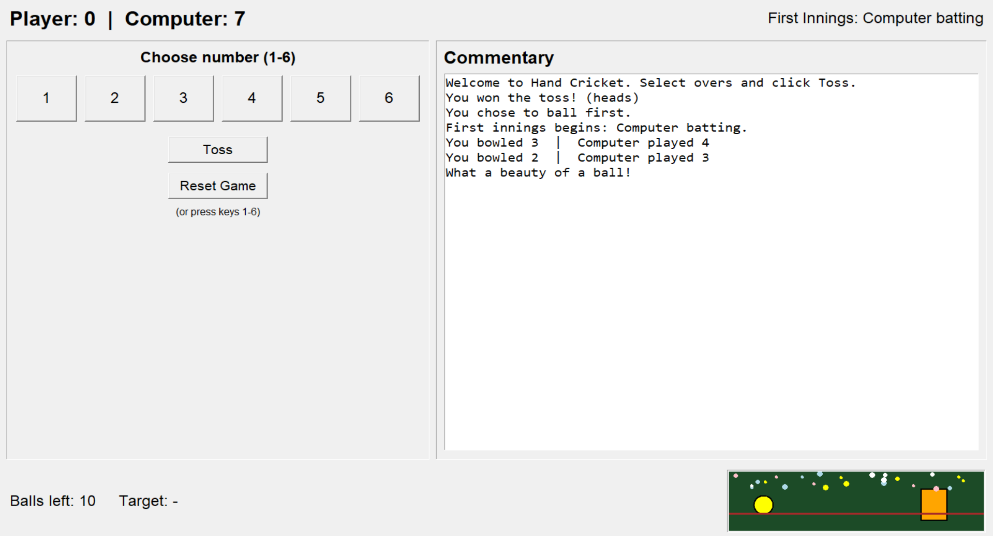 Player: 0 | Computer: 7
First Innings: Computer batting
Choose number (1-6)
1 2 3 4 5 6
Toss
Reset Game
(or press keys 1-6)
Commentary
Welcome to Hand Cricket. Select overs and click Toss.
You won the toss! (heads)
You chose to ball first.
First innings begins: Computer batting.
You bowled 3 | Computer played 4
You bowled 2 | Computer played 3
What a beauty of a ball!
Balls left: 10 Target: -